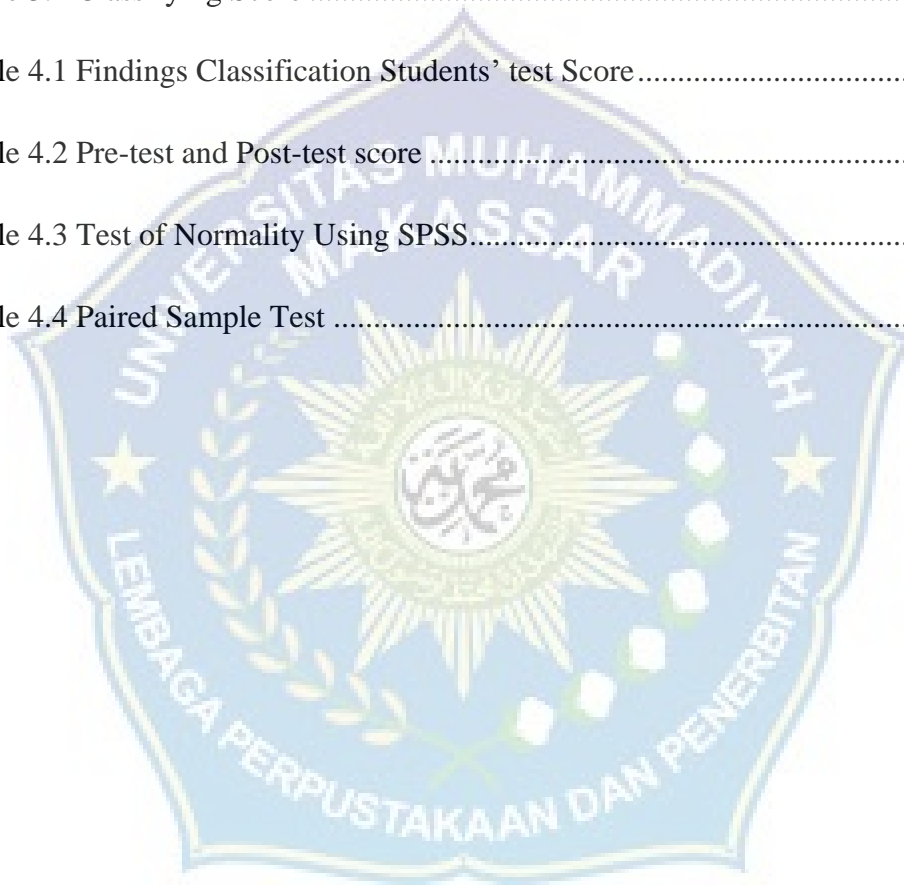 le 4.1 Findings Classification Students’ test Score....................................
le 4.2 Pre-test and Post-test score ..............................................................
le 4.3 Test of Normality Using SPSS........................................................
le 4.4 Paired Sample Test ..........................................................................
UNIVERSITAS MUHAMMADIYAH
MAKASSAR
LEMBAGA PERPUSTAKAAN DAN PENERBITAN